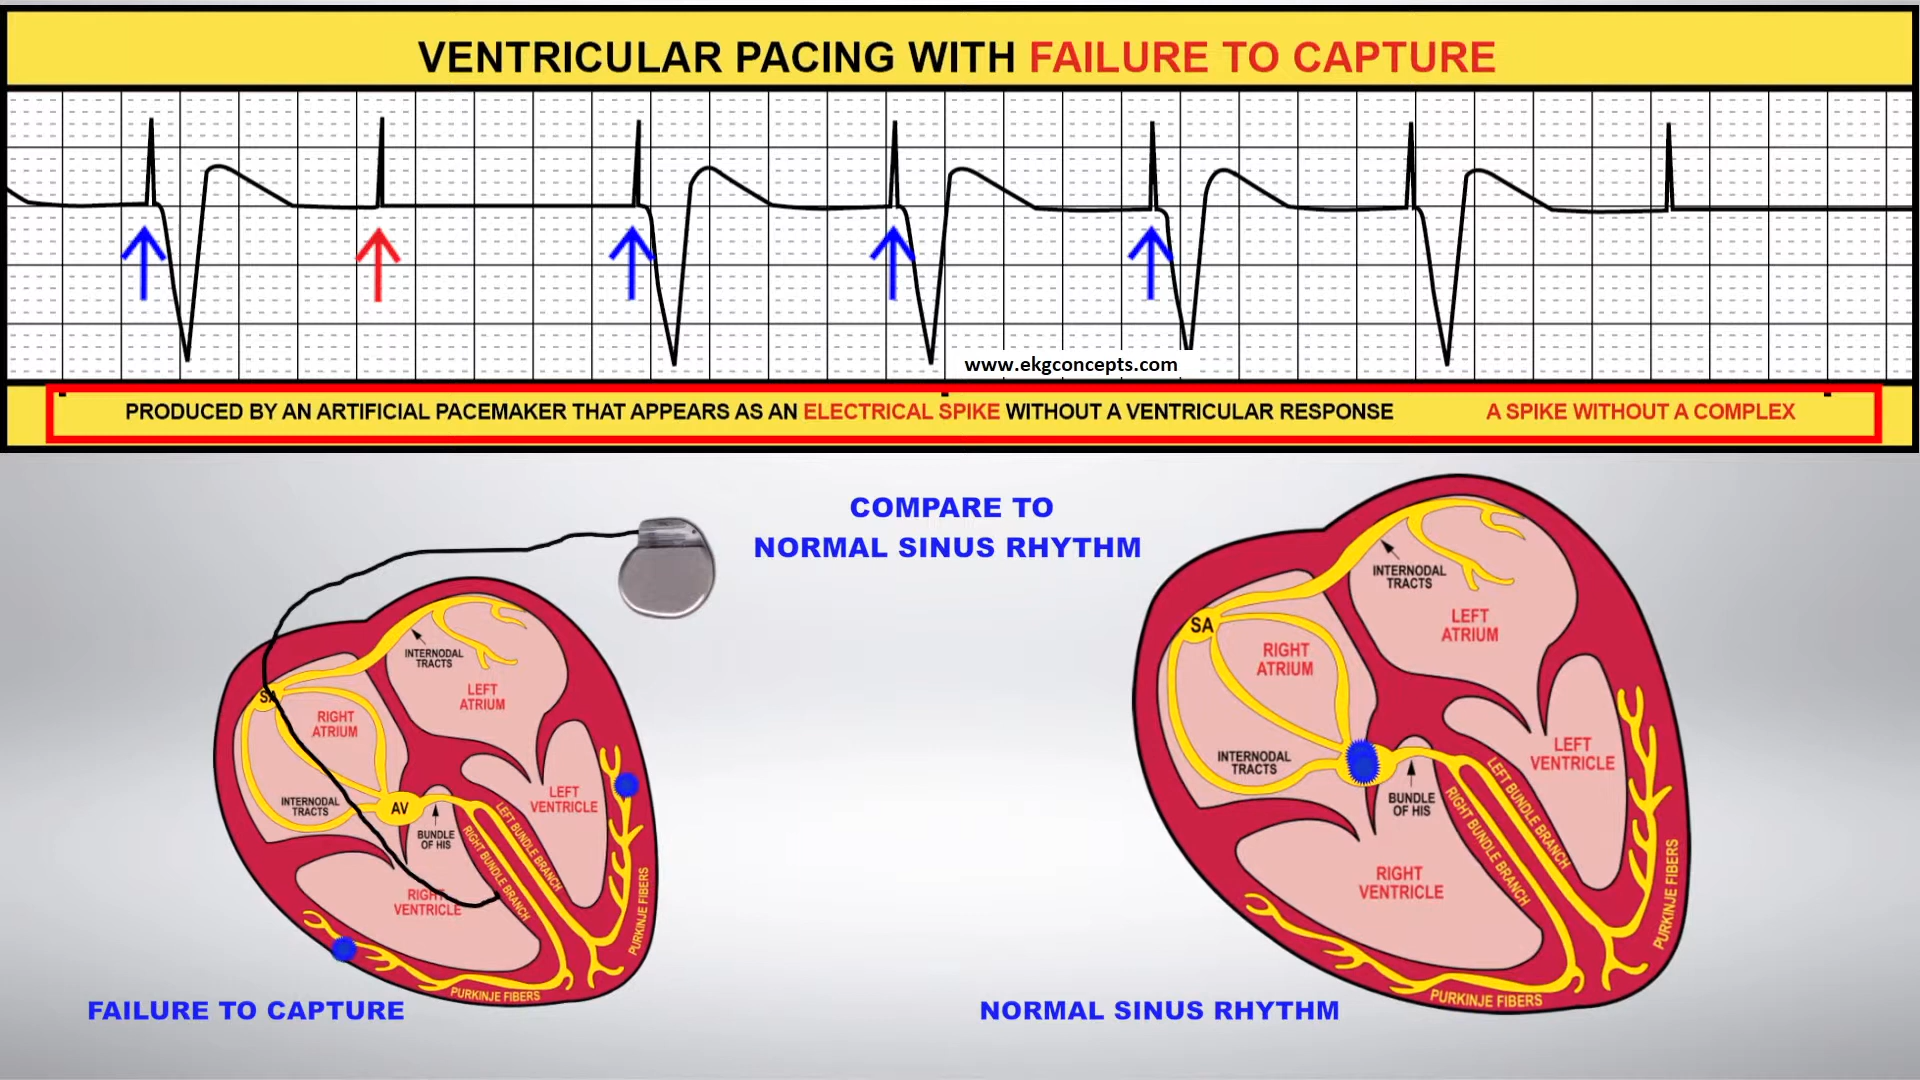 VENTRICULAR PACING WITH FAILURE TO CAPTURE
www.ekgconcepts.com
PRODUCED BY AN ARTIFICIAL PACEMAKER THAT APPEARS AS AN ELECTRICAL SPIKE WITHOUT A VENTRICULAR RESPONSE A SPIKE WITHOUT A COMPLEX
COMPARE TO
NORMAL SINUS RHYTHM
INTERNODAL
TRACTS
SA
LEFT
ATRIUM
RIGHT
ATRIUM
INTERNODAL
TRACTS
AV
BUNDLE
OF HIS
LEFT BUNDLE BRANCH
RIGHT BUNDLE BRANCH
LEFT
VENTRICLE
RIGHT
VENTRICLE
PURKINJE FIBERS
PURKINJE FIBERS
FAILURE TO CAPTURE
INTERNODAL
TRACTS
SA
LEFT
ATRIUM
RIGHT
ATRIUM
INTERNODAL
TRACTS
BUNDLE
OF HIS
LEFT BUNDLE BRANCH
RIGHT BUNDLE BRANCH
LEFT
VENTRICLE
RIGHT
VENTRICLE
PURKINJE FIBERS
PURKINJE FIBERS
NORMAL SINUS RHYTHM